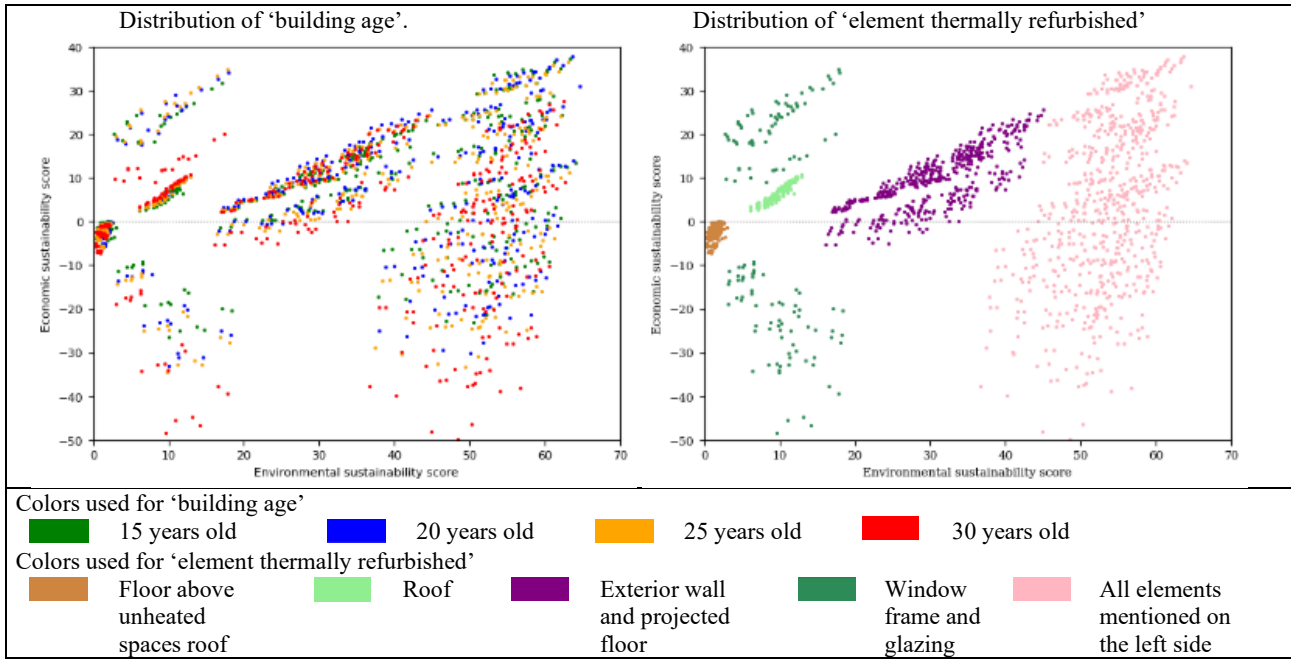 Distribution of ‘building age’.
Distribution of ‘element thermally refurbished’
40
30
20
10
0
−10
−20
−30
−40
−50
Economic sustainability score
0 10 20 30 40 50 60 70
Environmental sustainability score
40
30
20
10
0
−10
−20
−30
−40
−50
Economic sustainability score
0 10 20 30 40 50 60 70
Environmental sustainability score
Colors used for ‘building age’
15 years old
20 years old
25 years old
30 years old
Colors used for ‘element thermally refurbished’
Floor above
unheated
spaces roof
Roof
Exterior wall
and projected
floor
Window
frame and
glazing
All elements
mentioned on
the left side